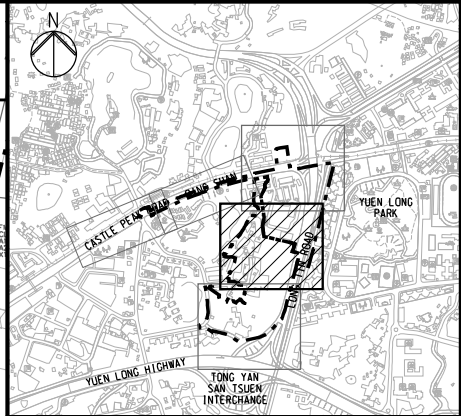 N
CASTLE PEAK ROAD - PING SHAN
YUEN LONG
PARK
LONG TIN ROAD
YUEN LONG HIGHWAY
TONG YAN
SAN TSUEN
INTERCHANGE